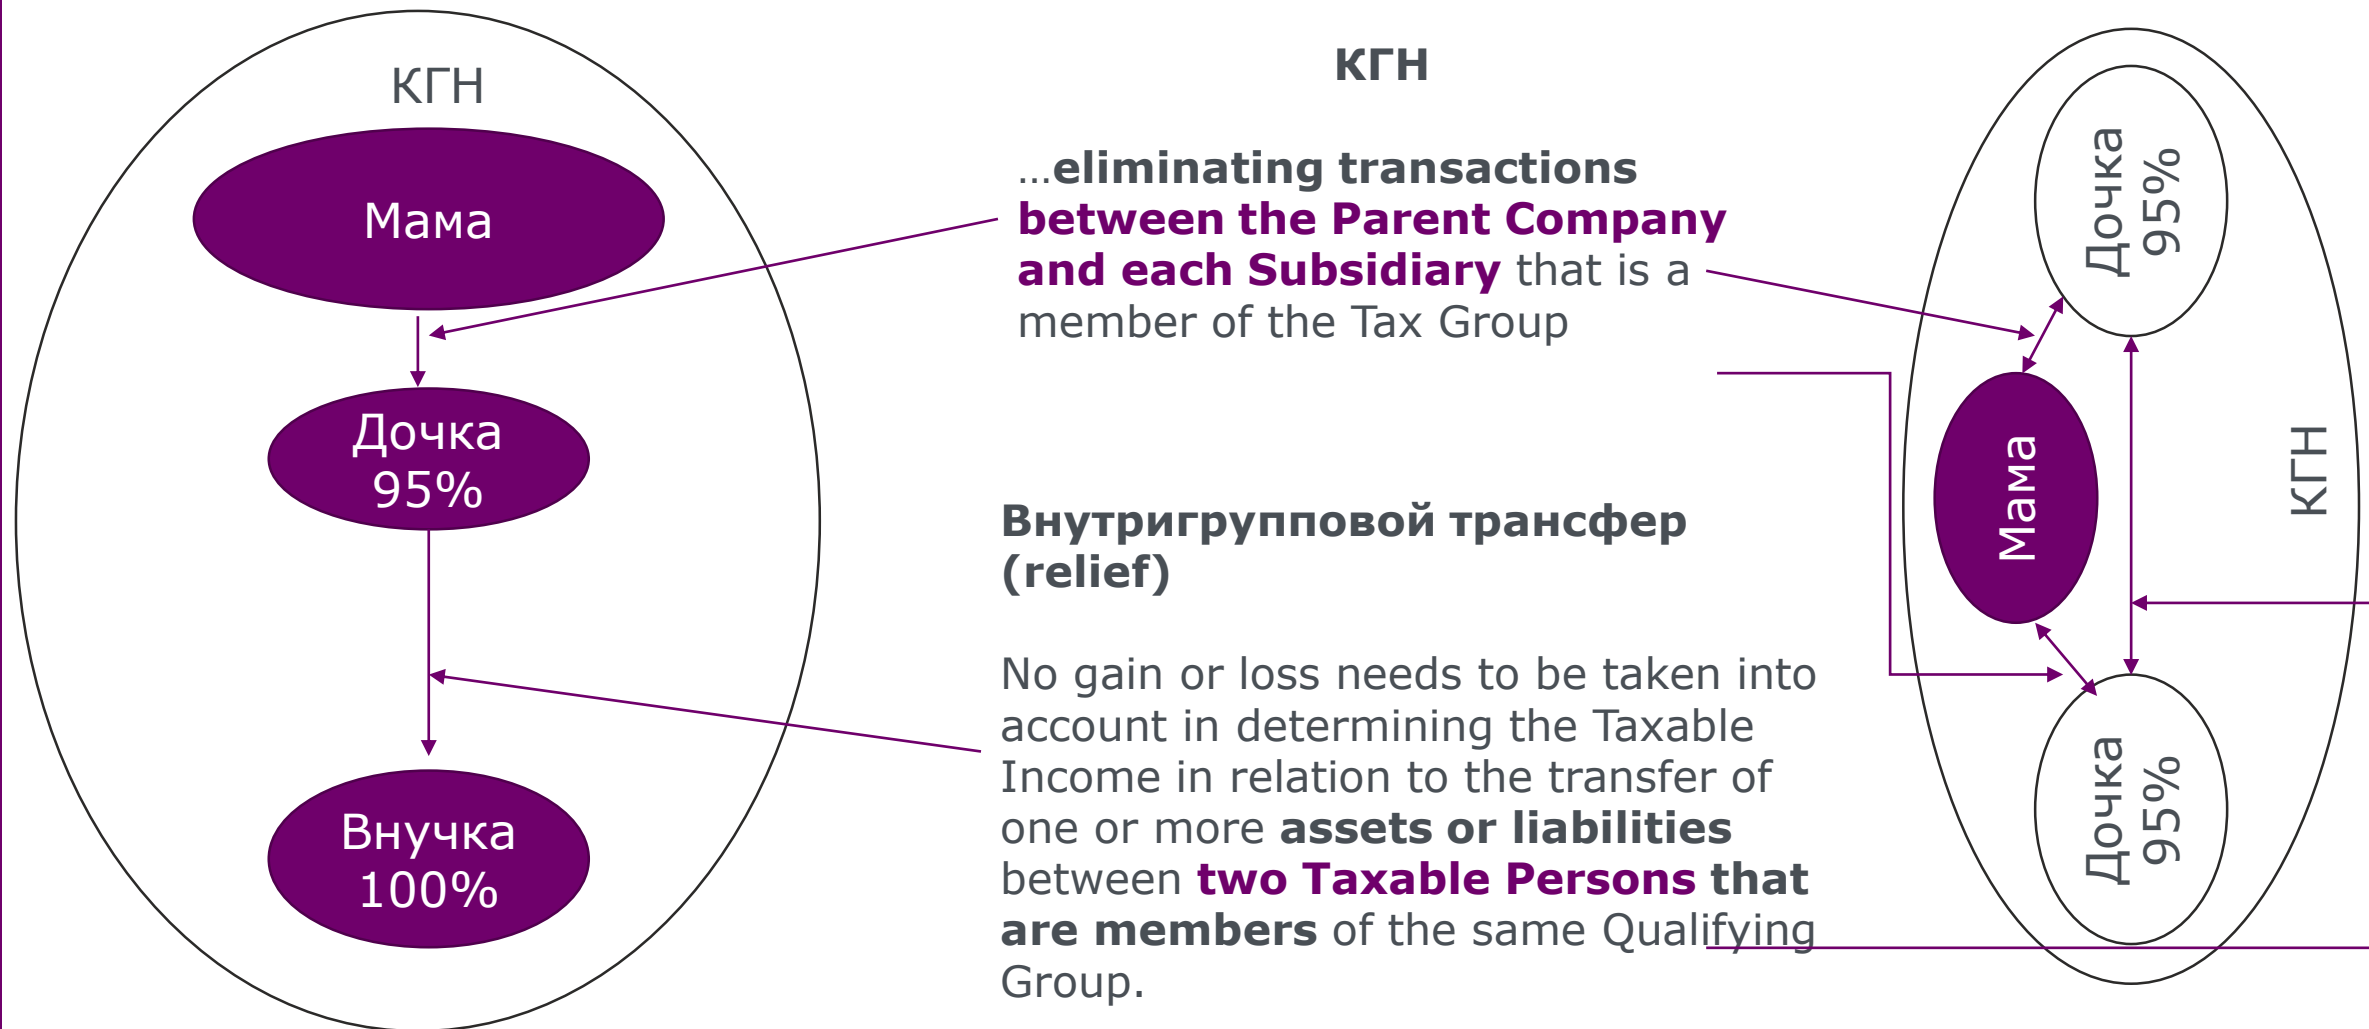 КГН
Мама
Дочка
95%
Внучка
100%
КГН
...eliminating transactions
between the Parent Company
and each Subsidiary that is a
member of the Tax Group
Внутригрупповой трансфер
(relief)
No gain or loss needs to be taken into
account in determining the Taxable
Income in relation to the transfer of
one or more assets or liabilities
between two Taxable Persons that
are members of the same Qualifying
Group.
Дочка
95%
Мама
КГН
Дочка
95%